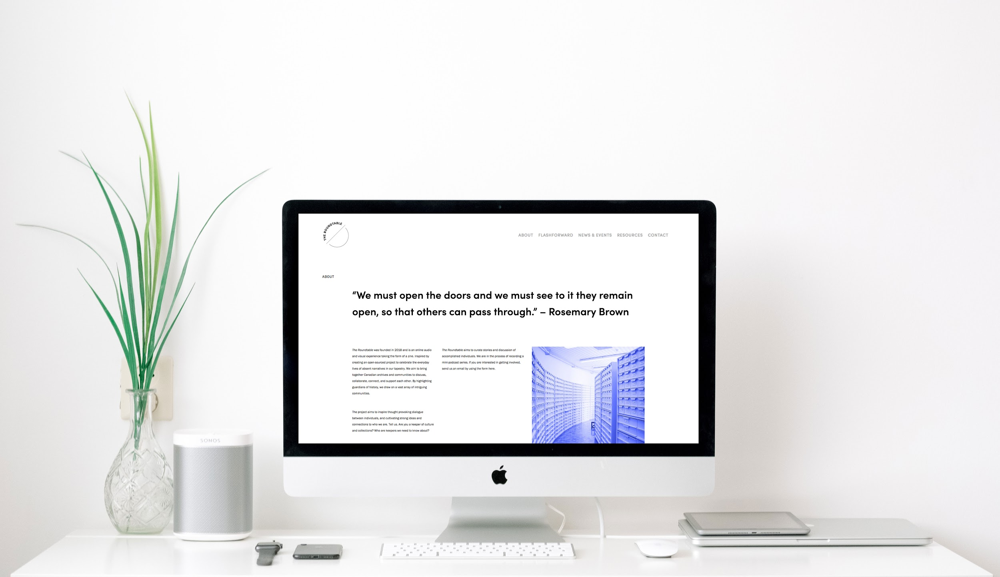 THE ROUNDTABLE
ABOUT FLASHFORWARD NEWS & EVENTS RESOURCES CONTACT
ABOUT
“We must open the doors and we must see to it they remain
open, so that others can pass through.” – Rosemary Brown
The Roundtable was founded in 2018 and is an online audio
and visual experience taking the form of a zine. Inspired by
creating an open-sourced project to celebrate the everyday
lives of absent narratives in our tapestry. We aim to bring
together Canadian archives and communities to discuss,
collaborate, connect, and support each other. By highlighting
guardians of history, we draw on a vast array of intriguing
communities.
The project aims to inspire thought provoking dialogue
between individuals, and cultivating strong ideas and
connections to who we are. Tell us. Are you a keeper of culture
and collections? Who are keepers we need to know about?
The Roundtable aims to curate stories and discussion of
accomplished individuals. We are in the process of recording a
mini-podcast series. If you are interested in getting involved,
send us an email by using the form here.
SONOS